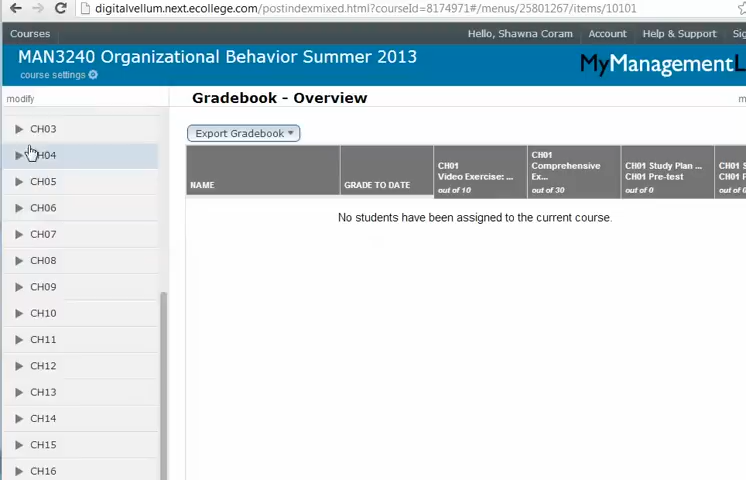 digitalvellum.next.ecollege.com/postindexmixed.html?courseId=8174971#/menus/25801267/items/10101
Courses
Hello, Shawna Coram
Account
Help & Support
MAN3240 Organizational Behavior Summer 2013
course settings
MyManagementL
modify
Gradebook - Overview
CH03
CH04
CH05
CH06
CH07
CH08
CH09
CH10
CH11
CH12
CH13
CH14
CH15
CH16
Export Gradebook
NAME
GRADE TO DATE
CH01
Video Exercise: ...
out of 10
CH01
Comprehensive
Ex...
out of 30
CH01 Study Plan ...
CH01 Pre-test
out of 0
No students have been assigned to the current course.